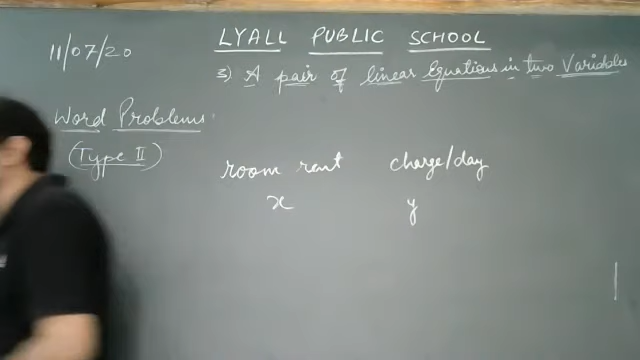 11/07/20
LYALL PUBLIC SCHOOL
3) A pair of linear Equations in two Variables
Word Problems
(Type II)
room rent charge/day
x y